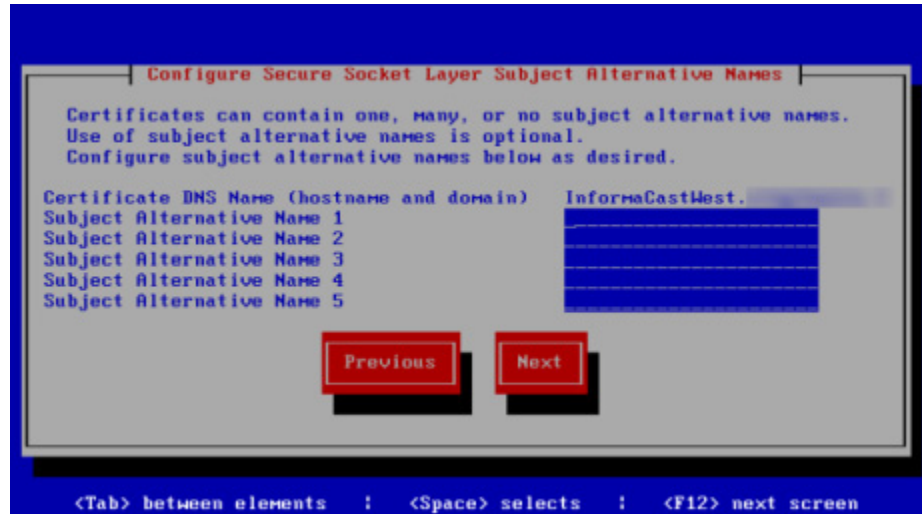 Configure Secure Socket Layer Subject Alternative Names
Certificates can contain one, many, or no subject alternative names.
Use of subject alternative names is optional.
Configure subject alternative names below as desired.
Certificate DNS Name (hostname and domain) InformaCastWest.
Subject Alternative Name 1
Subject Alternative Name 2
Subject Alternative Name 3
Subject Alternative Name 4
Subject Alternative Name 5
Previous Next
<Tab> between elements ¦ <Space> selects ¦ <F12> next screen